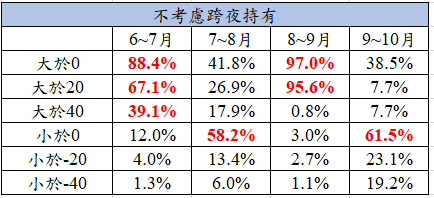 不考慮跨夜持有
6~7月 7~8月 8~9月 9~10月
大於0 88.4% 41.8% 97.0% 38.5%
大於20 67.1% 26.9% 95.6% 7.7%
大於40 39.1% 17.9% 0.8% 7.7%
小於0 12.0% 58.2% 3.0% 61.5%
小於-20 4.0% 13.4% 2.7% 23.1%
小於-40 1.3% 6.0% 1.1% 19.2%